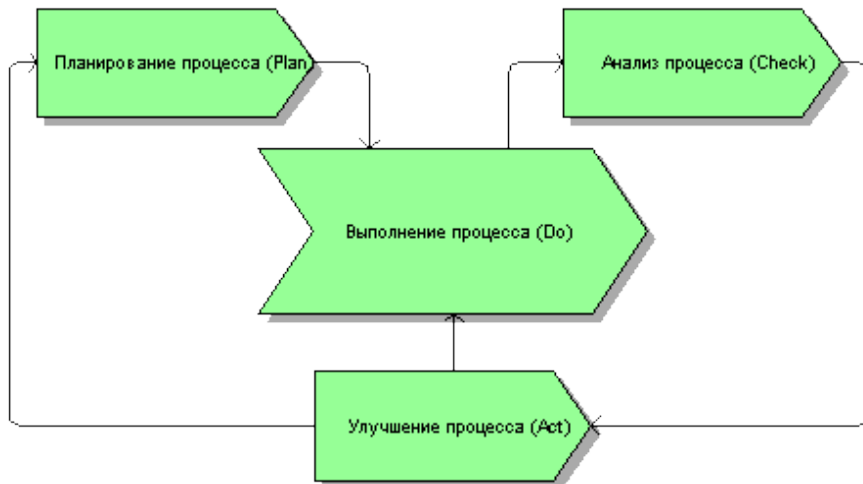 Планирование процесса (Plan)
Анализ процесса (Check)
Выполнение процесса (Do)
Улучшение процесса (Act)